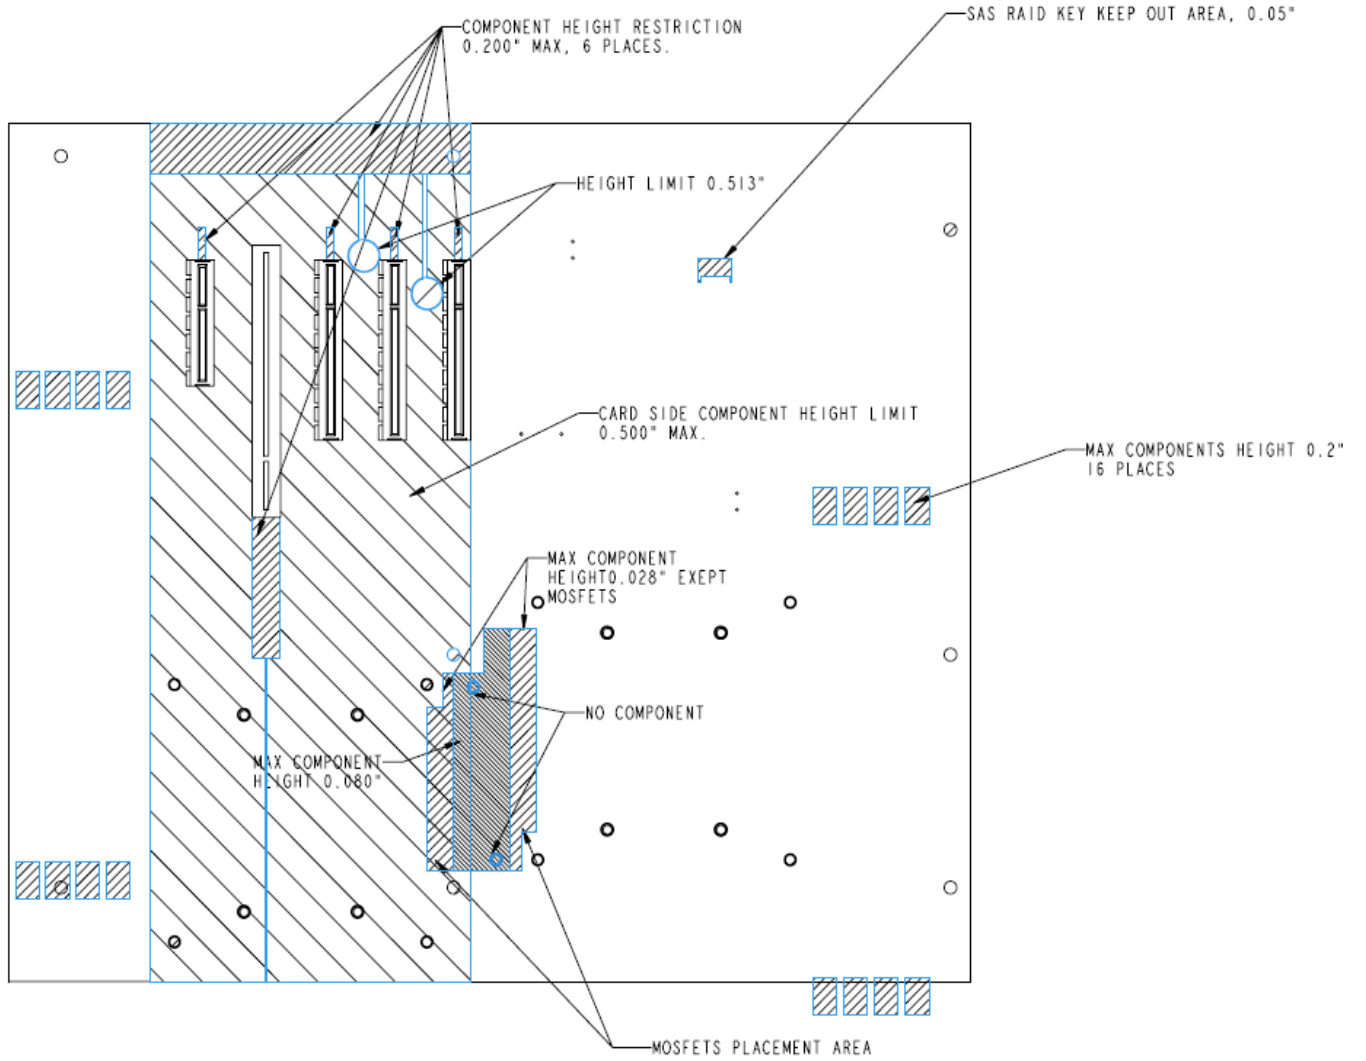 SAS RAID KEY KEEP OUT AREA, 0.05"
COMPONENT HEIGHT RESTRICTION
0.200" MAX, 6 PLACES.
HEIGHT LIMIT 0.513"
CARD SIDE COMPONENT HEIGHT LIMIT
0.500" MAX.
MAX COMPONENTS HEIGHT 0.2"
16 PLACES
MAX COMPONENT
HEIGHT0.028" EXEPT
MOSFETS
NO COMPONENT
MAX COMPONENT
HEIGHT 0.080"
MOSFETS PLACEMENT AREA